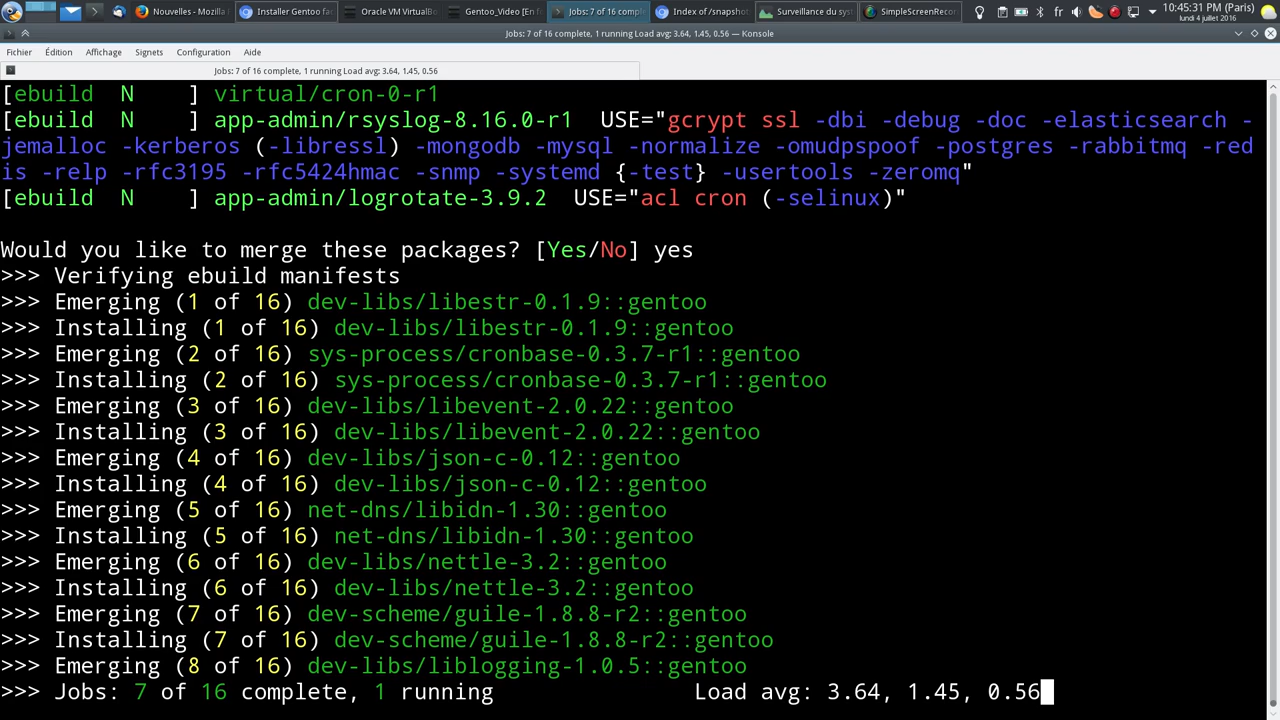 Nouvelles - Mozilla
Installer Gentoo fac
Oracle VM VirtualBo
Gentoo_Video [En f
Jobs: 7 of 16 comple
Index of /snapshot
Surveillance du sys
SimpleScreenReco
fr
10:45:31 PM (Paris)
lundi 4 juillet 2016
Jobs: 7 of 16 complete, 1 running Load avg: 3.64, 1.45, 0.56 — Konsole
Fichier Édition Affichage Signets Configuration Aide
Jobs: 7 of 16 complete, 1 running Load avg: 3.64, 1.45, 0.56
[ebuild  N     ] virtual/cron-0-r1
[ebuild  N     ] app-admin/rsyslog-8.16.0-r1  USE="gcrypt ssl -dbi -debug -doc -elasticsearch -
jemalloc -kerberos (-libressl) -mongodb -mysql -normalize -omudpspoof -postgres -rabbitmq -red
is -relp -rfc3195 -rfc5424hmac -snmp -systemd {-test} -usertools -zeromq"
[ebuild  N     ] app-admin/logrotate-3.9.2  USE="acl cron (-selinux)"
Would you like to merge these packages? [Yes/No] yes
>>> Verifying ebuild manifests
>>> Emerging (1 of 16) dev-libs/libestr-0.1.9::gentoo
>>> Installing (1 of 16) dev-libs/libestr-0.1.9::gentoo
>>> Emerging (2 of 16) sys-process/cronbase-0.3.7-r1::gentoo
>>> Installing (2 of 16) sys-process/cronbase-0.3.7-r1::gentoo
>>> Emerging (3 of 16) dev-libs/libevent-2.0.22::gentoo
>>> Installing (3 of 16) dev-libs/libevent-2.0.22::gentoo
>>> Emerging (4 of 16) dev-libs/json-c-0.12::gentoo
>>> Installing (4 of 16) dev-libs/json-c-0.12::gentoo
>>> Emerging (5 of 16) net-dns/libidn-1.30::gentoo
>>> Installing (5 of 16) net-dns/libidn-1.30::gentoo
>>> Emerging (6 of 16) dev-libs/nettle-3.2::gentoo
>>> Installing (6 of 16) dev-libs/nettle-3.2::gentoo
>>> Emerging (7 of 16) dev-scheme/guile-1.8.8-r2::gentoo
>>> Installing (7 of 16) dev-scheme/guile-1.8.8-r2::gentoo
>>> Emerging (8 of 16) dev-libs/liblogging-1.0.5::gentoo
>>> Jobs: 7 of 16 complete, 1 running               Load avg: 3.64, 1.45, 0.56